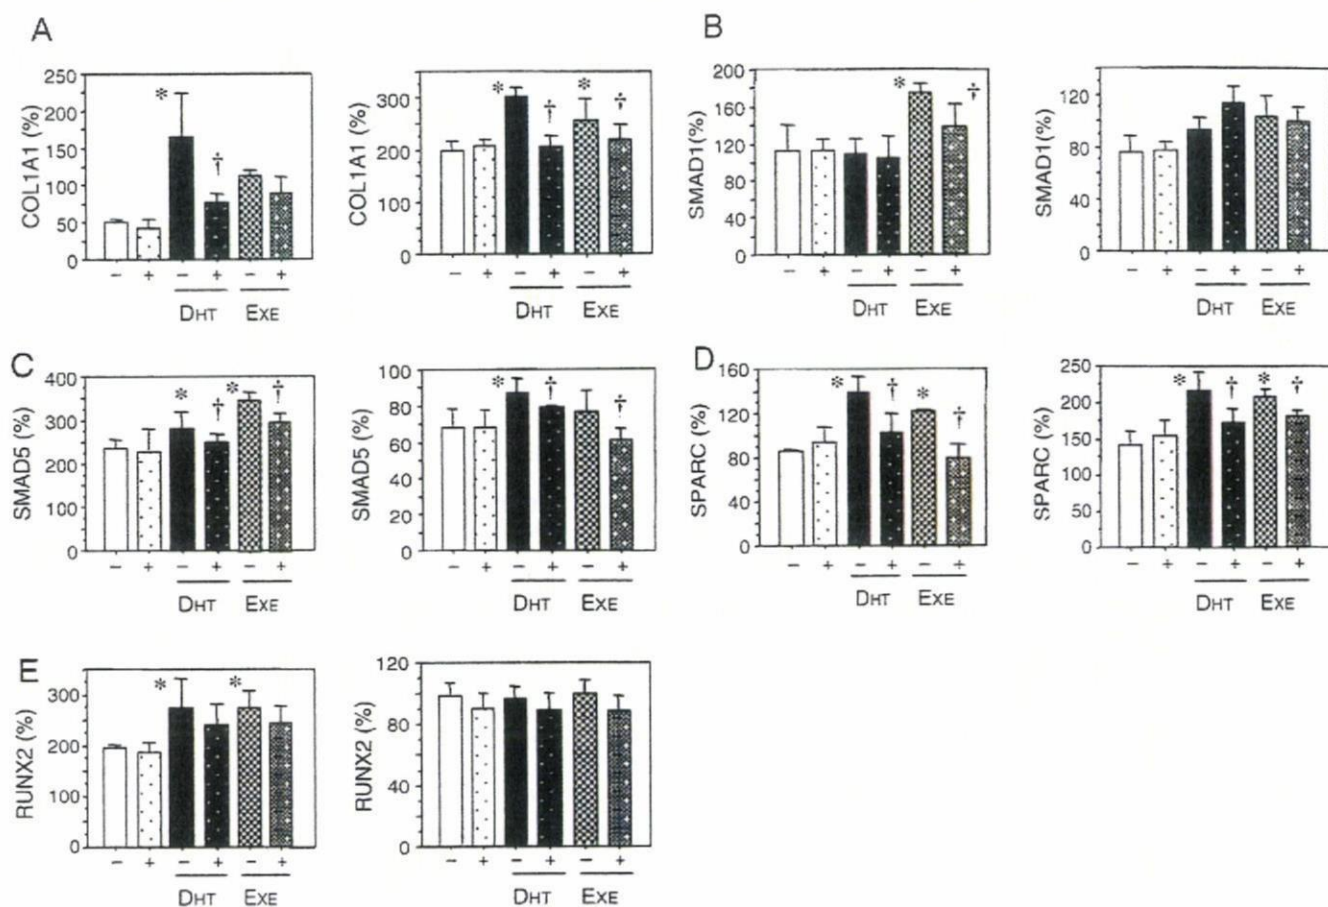 A
COL1A1 (%)
250
200
150
100
50
0
*
†
− + − + − +
DHT EXE
COL1A1 (%)
300
200
100
0
* † * †
− + − + − +
DHT EXE
B
SMAD1 (%)
200
160
120
80
40
0
* †
− + − + − +
DHT EXE
SMAD1(%)
120
80
40
0
− + − + − +
DHT EXE
C
SMAD5 (%)
400
300
200
100
0
* † * †
− + − + − +
DHT EXE
SMAD5 (%)
100
80
60
40
20
0
* † †
− + − + − +
DHT EXE
D
SPARC (%)
160
120
80
40
0
* † * †
− + − + − +
DHT EXE
SPARC (%)
250
200
150
100
50
0
* † * †
− + − + − +
DHT EXE
E
RUNX2 (%)
300
200
100
0
* *
− + − + − +
DHT EXE
RUNX2 (%)
120
80
40
0
− + − + − +
DHT EXE